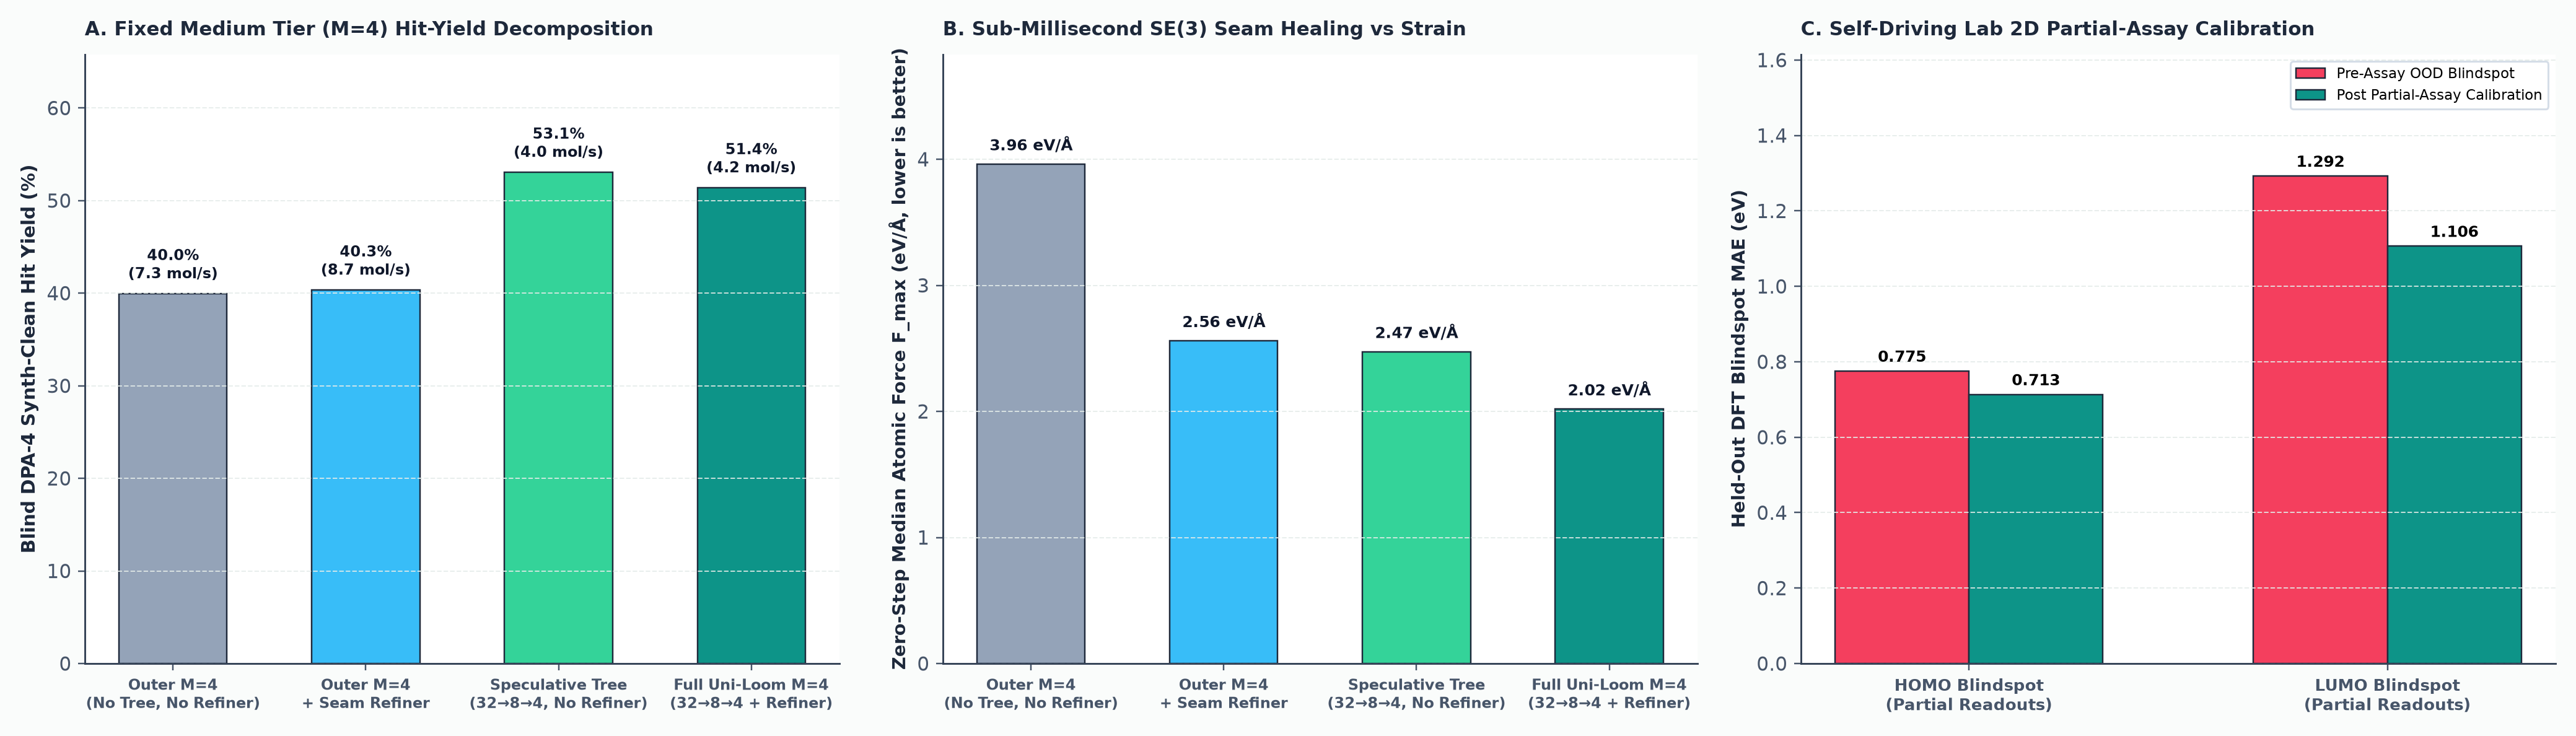 A. Fixed Medium Tier (M=4) Hit-Yield Decomposition
Blind DPA-4 Synth-Clean Hit Yield (%)
60
50
40
30
20
10
0
40.0%
(7.3 mol/s)
40.3%
(8.7 mol/s)
53.1%
(4.0 mol/s)
51.4%
(4.2 mol/s)
Outer M=4
(No Tree, No Refiner)
Outer M=4
+ Seam Refiner
Speculative Tree
(32→8→4, No Refiner)
Full Uni-Loom M=4
(32→8→4 + Refiner)
B. Sub-Millisecond SE(3) Seam Healing vs Strain
Zero-Step Median Atomic Force F_max (eV/Å, lower is better)
4
3
2
1
0
3.96 eV/Å
2.56 eV/Å
2.47 eV/Å
2.02 eV/Å
Outer M=4
(No Tree, No Refiner)
Outer M=4
+ Seam Refiner
Speculative Tree
(32→8→4, No Refiner)
Full Uni-Loom M=4
(32→8→4 + Refiner)
C. Self-Driving Lab 2D Partial-Assay Calibration
Held-Out DFT Blindspot MAE (eV)
1.6
1.4
1.2
1.0
0.8
0.6
0.4
0.2
0.0
Pre-Assay OOD Blindspot
Post Partial-Assay Calibration
0.775
0.713
1.292
1.106
HOMO Blindspot
(Partial Readouts)
LUMO Blindspot
(Partial Readouts)